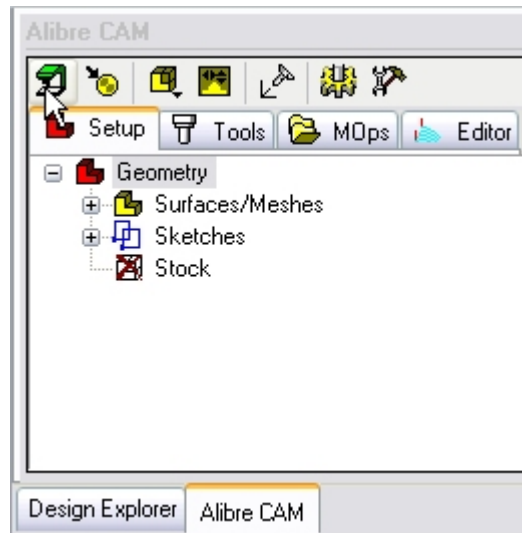 Alibre CAM
Setup Tools MOps Editor
Geometry
Surfaces/Meshes
Sketches
Stock
Design Explorer Alibre CAM